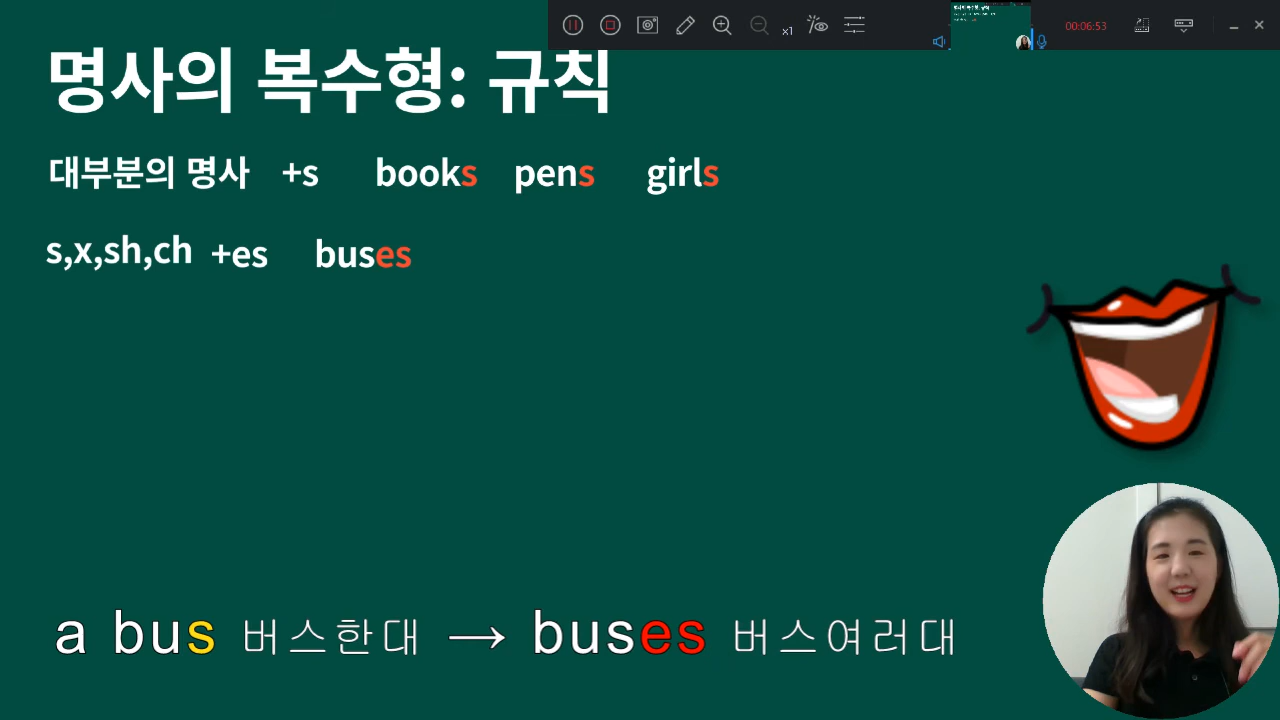 x1
00:06:53
명사의 복수형: 규칙
대부분의 명사 +s books pens girls
s,x,sh,ch +es buses
a bus 버스한대 → buses 버스여러대